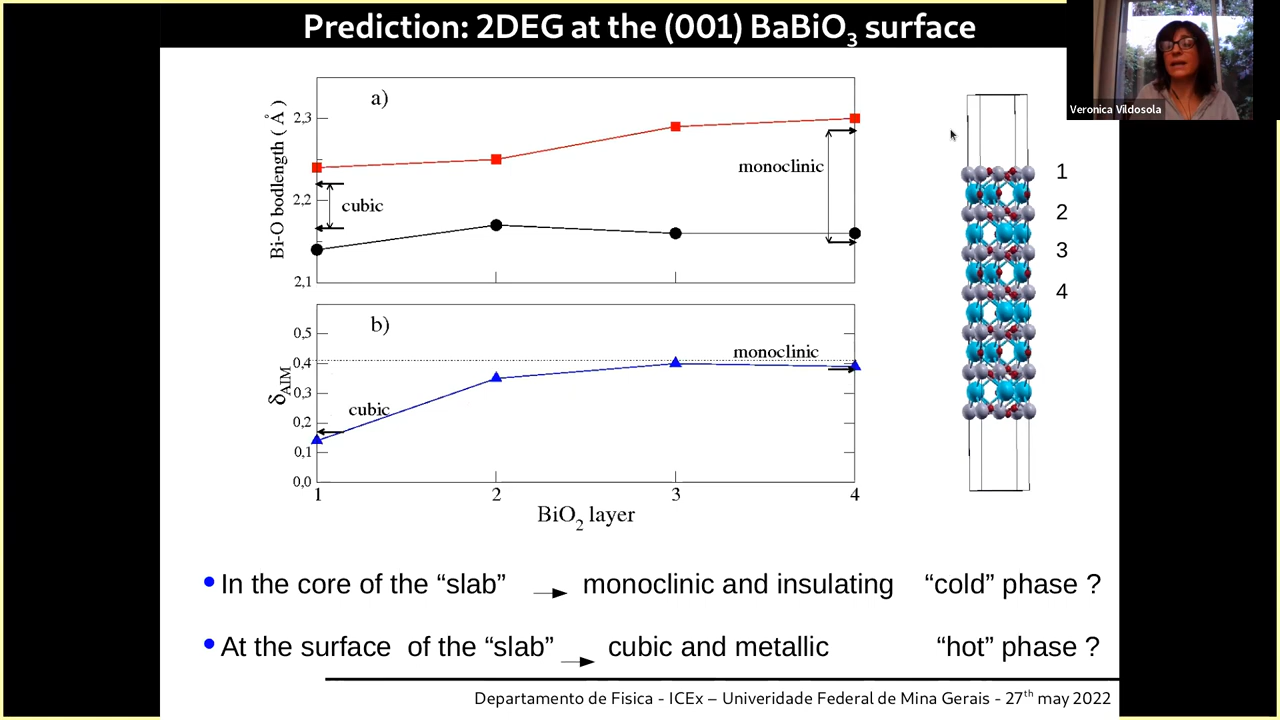 Prediction: 2DEG at the (001) BaBiO3 surface
Veronica Vildosola
a)
Bi-O bodlength ( Å )
2,3
2,2
2,1
cubic
monoclinic
1
2
3
4
b)
δAIM
0,5
0,4
0,3
0,2
0,1
0,0
cubic
monoclinic
1 2 3 4
BiO2 layer
• In the core of the “slab” → monoclinic and insulating “cold” phase ?
• At the surface of the “slab” → cubic and metallic “hot” phase ?
Departamento de Fisica - ICEx – Univeridade Federal de Mina Gerais - 27th may 2022